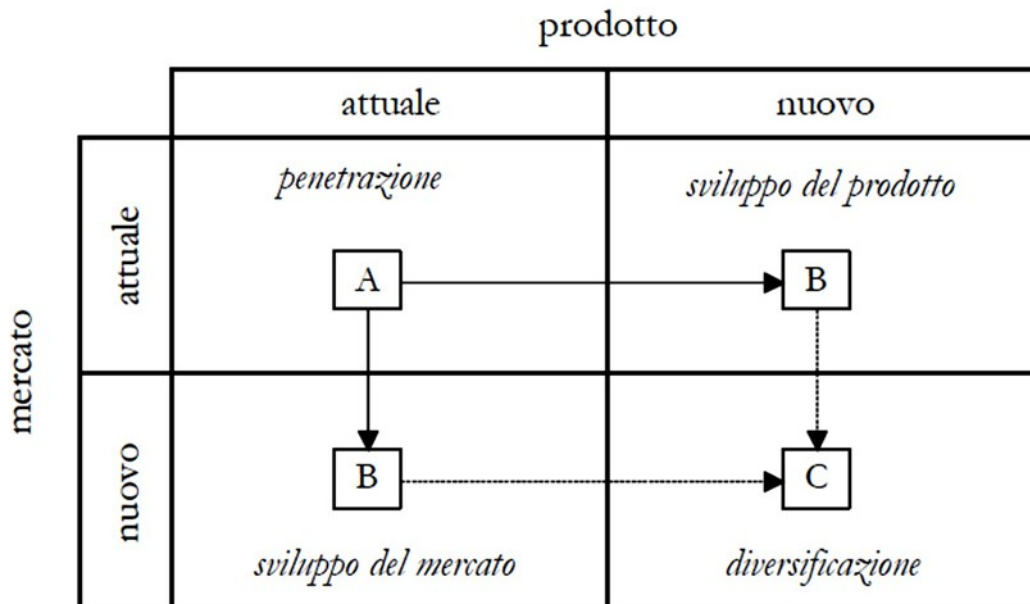 prodotto
attuale nuovo
penetrazione sviluppo del prodotto
attuale
A B
mercato
nuovo
B C
sviluppo del mercato diversificazione